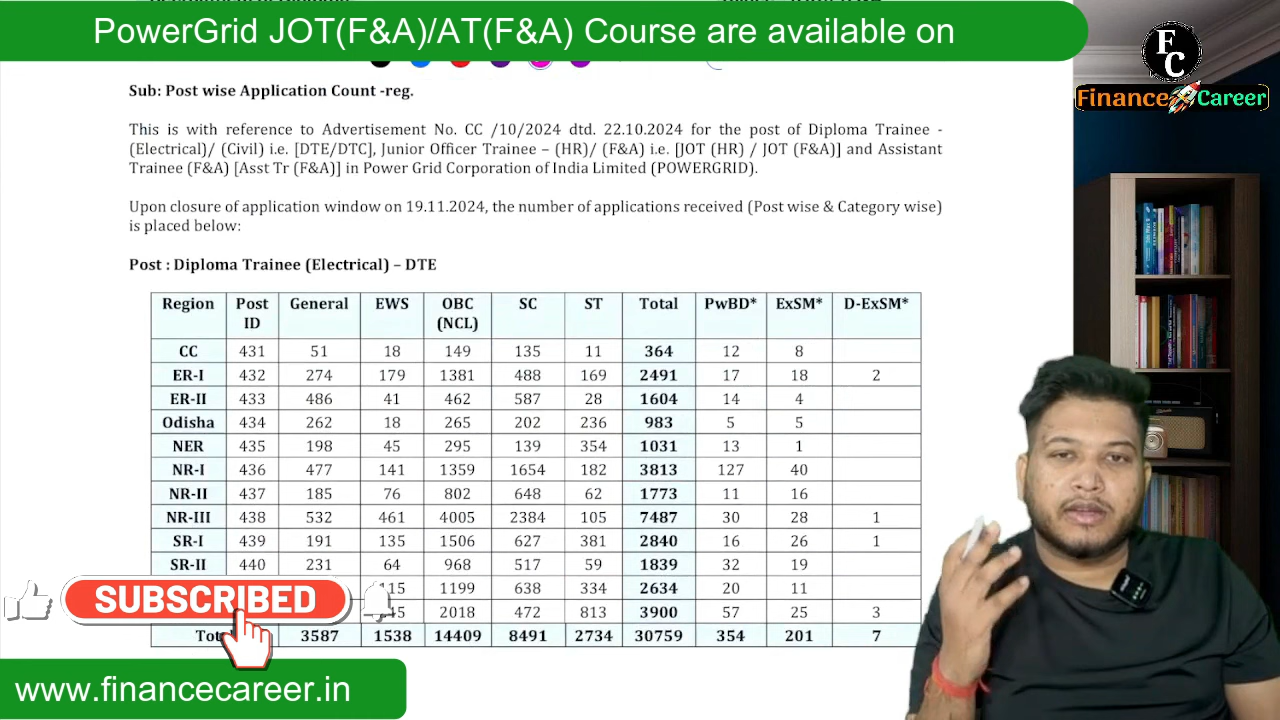 PowerGrid JOT(F&A)/AT(F&A) Course are available on
F
C
Finance Career
Sub: Post wise Application Count -reg.
This is with reference to Advertisement No. CC /10/2024 dtd. 22.10.2024 for the post of Diploma Trainee -
(Electrical)/ (Civil) i.e. [DTE/DTC], Junior Officer Trainee – (HR)/ (F&A) i.e. [JOT (HR) / JOT (F&A)] and Assistant
Trainee (F&A) [Asst Tr (F&A)] in Power Grid Corporation of India Limited (POWERGRID).
Upon closure of application window on 19.11.2024, the number of applications received (Post wise & Category wise)
is placed below:
Post : Diploma Trainee (Electrical) – DTE
Region Post ID General EWS OBC (NCL) SC ST Total PwBD* ExSM* D-ExSM*
CC 431 51 18 149 135 11 364 12 8
ER-I 432 274 179 1381 488 169 2491 17 18 2
ER-II 433 486 41 462 587 28 1604 14 4
Odisha 434 262 18 265 202 236 983 5 5
NER 435 198 45 295 139 354 1031 13 1
NR-I 436 477 141 1359 1654 182 3813 127 40
NR-II 437 185 76 802 648 62 1773 11 16
NR-III 438 532 461 4005 2384 105 7487 30 28 1
SR-I 439 191 135 1506 627 381 2840 16 26 1
SR-II 440 231 64 968 517 59 1839 32 19
1199 638 334 2634 20 11
2018 472 813 3900 57 25 3
3587 1538 14409 8491 2734 30759 354 201 7
SUBSCRIBED
www.financecareer.in